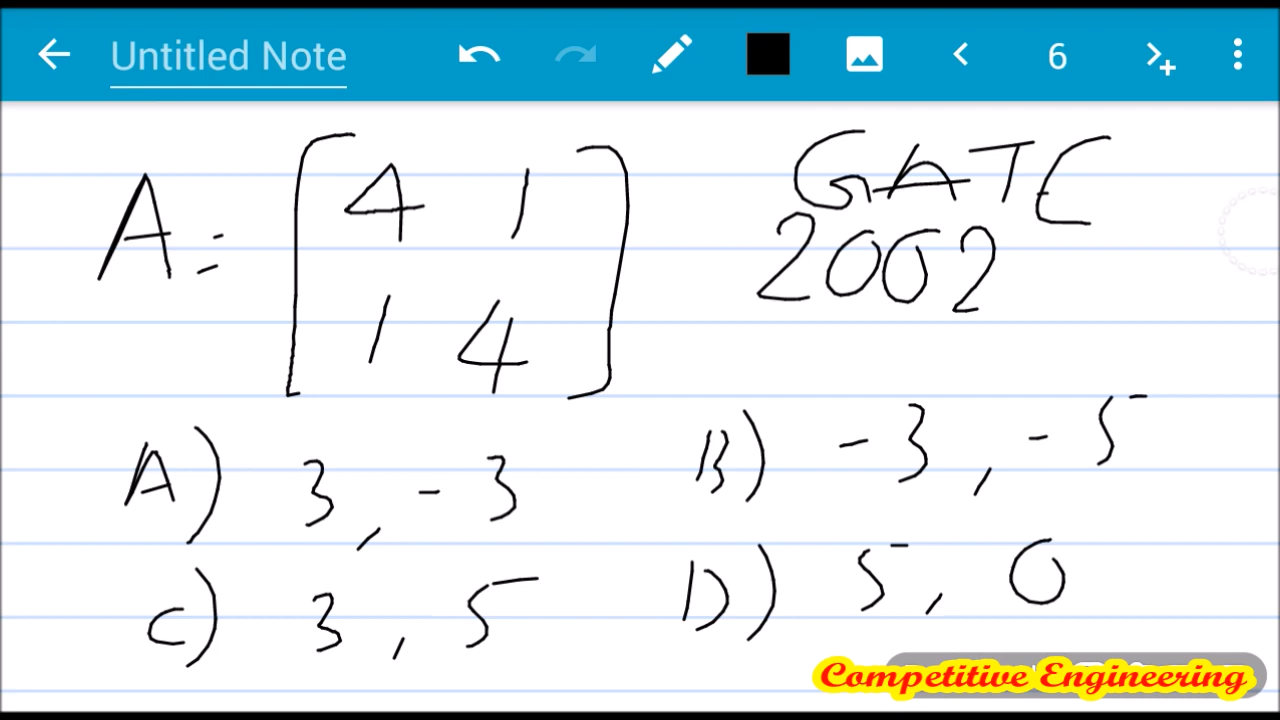 Untitled Note 6
A = [ 4 1
1 4 ]
GATE
2002
A) 3, -3
B) -3, -5
C) 3, 5
D) 5, 0
Competitive Engineering